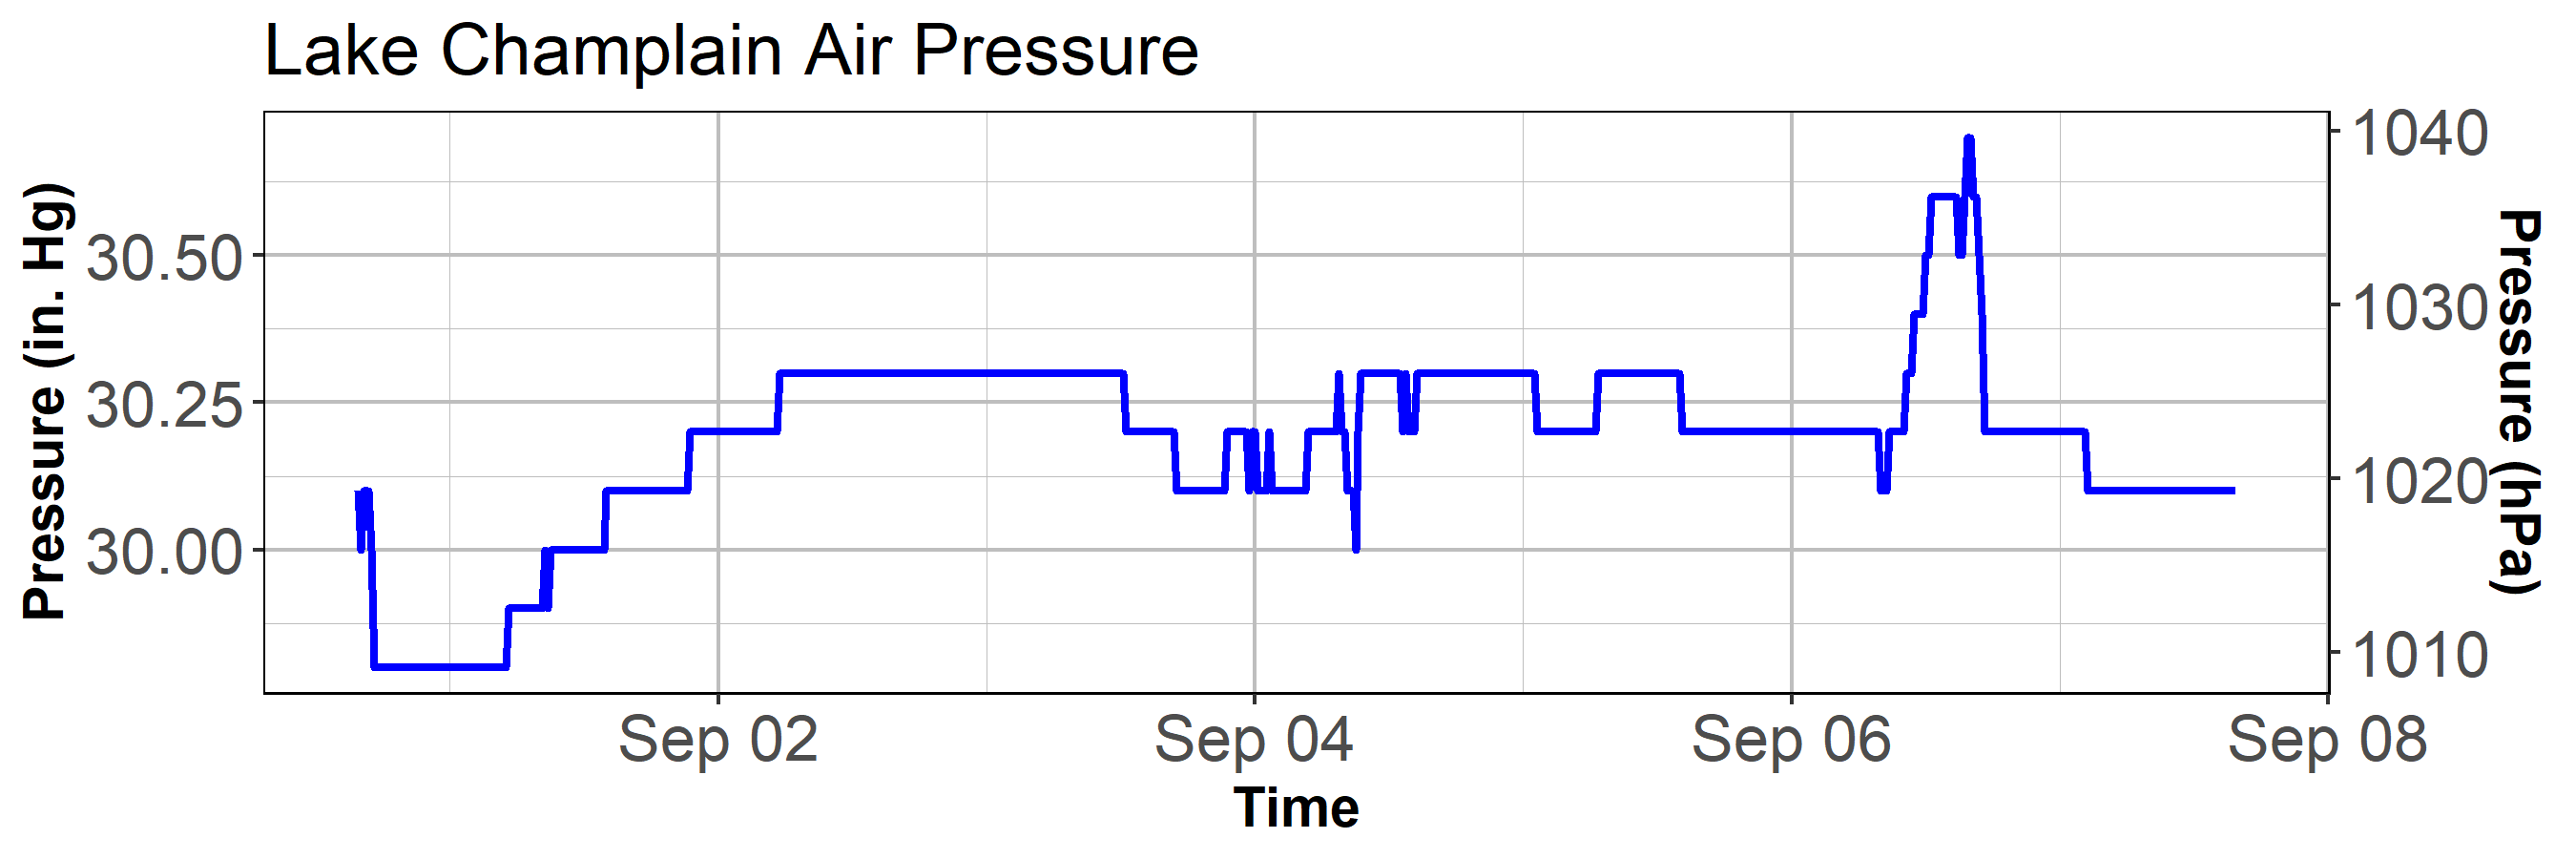 Lake Champlain Air Pressure
Pressure (in. Hg)
30.50
30.25
30.00
1040
1030
1020
1010
Pressure (hPa)
Sep 02 Sep 04 Sep 06 Sep 08
Time